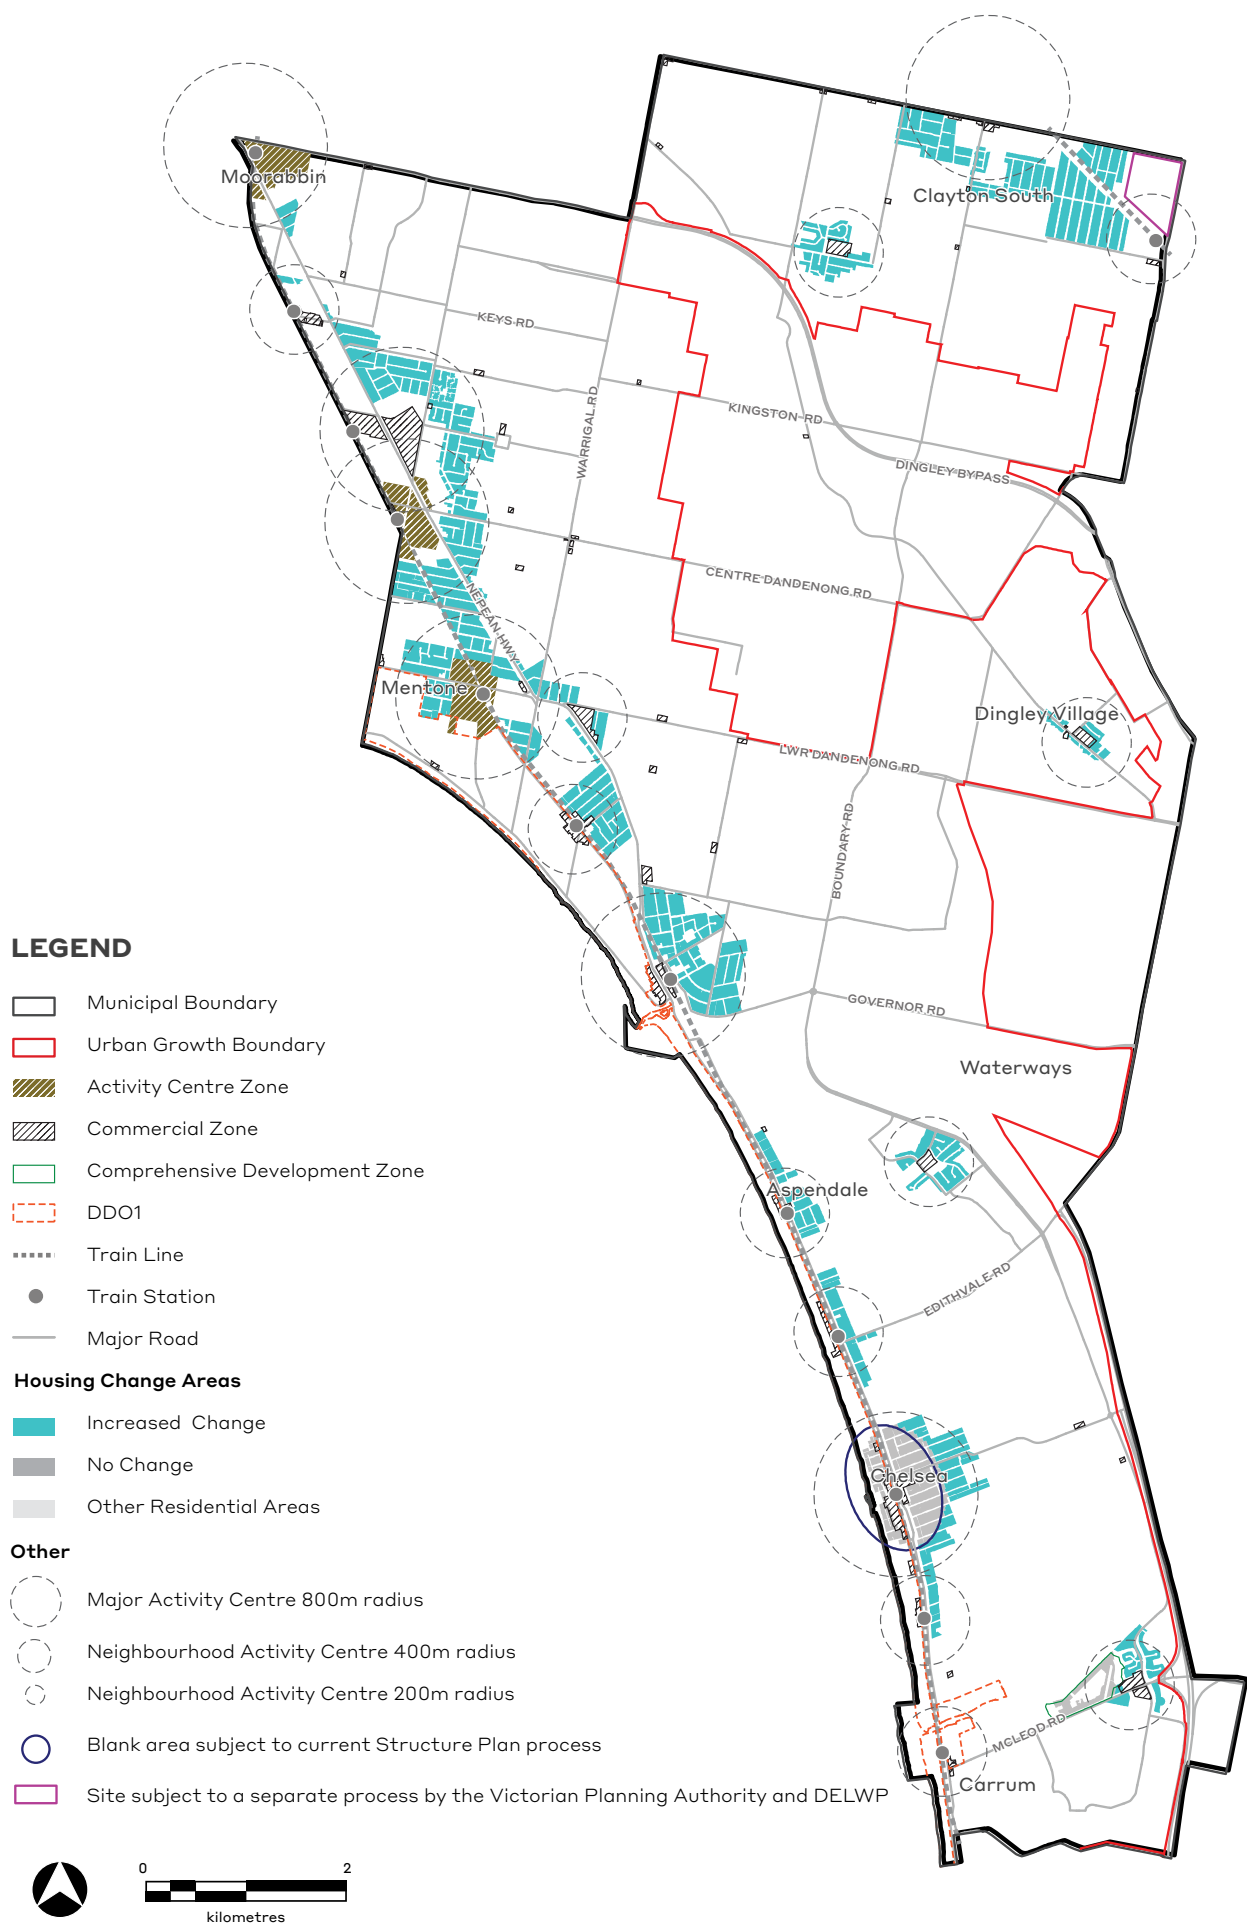 Moorabbin
Clayton South
KEYS RD
WARRIGAL RD
KINGSTON RD
DINGLEY BYPASS
CENTRE DANDENONG RD
NEPEAN HWY
Mentone
Dingley Village
LWR DANDENONG RD
BOUNDARY RD
GOVERNOR RD
Waterways
Aspendale
EDITHVALE RD
Chelsea
MCLEOD RD
Carrum
LEGEND
Municipal Boundary
Urban Growth Boundary
Activity Centre Zone
Commercial Zone
Comprehensive Development Zone
DDO1
Train Line
Train Station
Major Road
Housing Change Areas
Increased Change
No Change
Other Residential Areas
Other
Major Activity Centre 800m radius
Neighbourhood Activity Centre 400m radius
Neighbourhood Activity Centre 200m radius
Blank area subject to current Structure Plan process
Site subject to a separate process by the Victorian Planning Authority and DELWP
0 2
kilometres